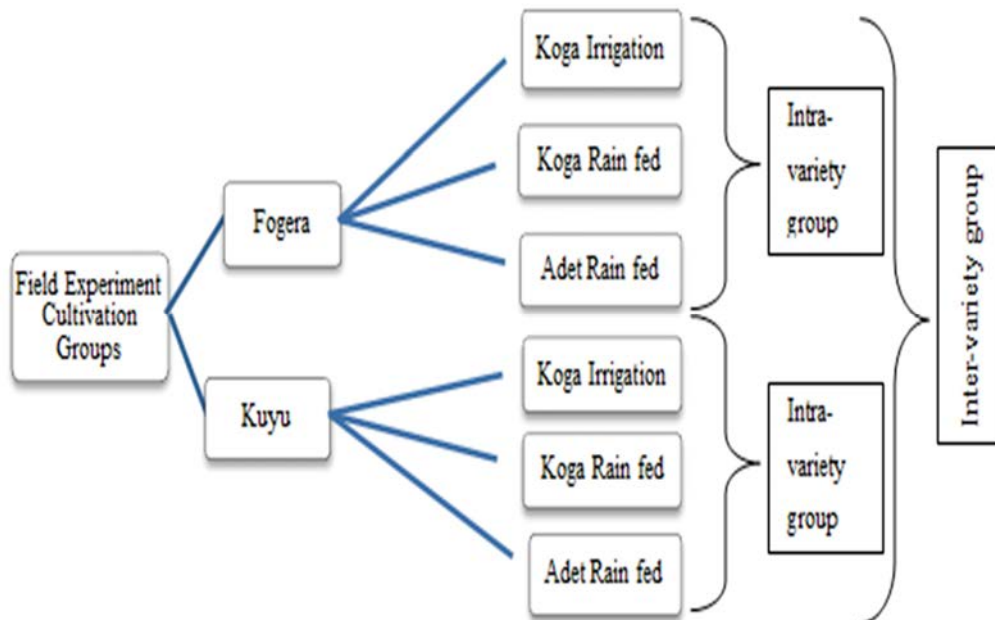 Field Experiment
Cultivation
Groups
Fogera
Kuyu
Koga Irrigation
Koga Rain fed
Adet Rain fed
Koga Irrigation
Koga Rain fed
Adet Rain fed
Intra-
variety
group
Intra-
variety
group
Inter-variety group